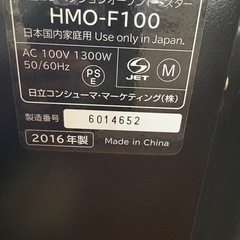 HMO-F100
日本国内家庭用 Use only in Japan.
AC 100V 1300W
50/60Hz
PS
E
JET
M
日立コンシューマ・マーケティング(株)
製造番号 6014652
2016年製
Made in China